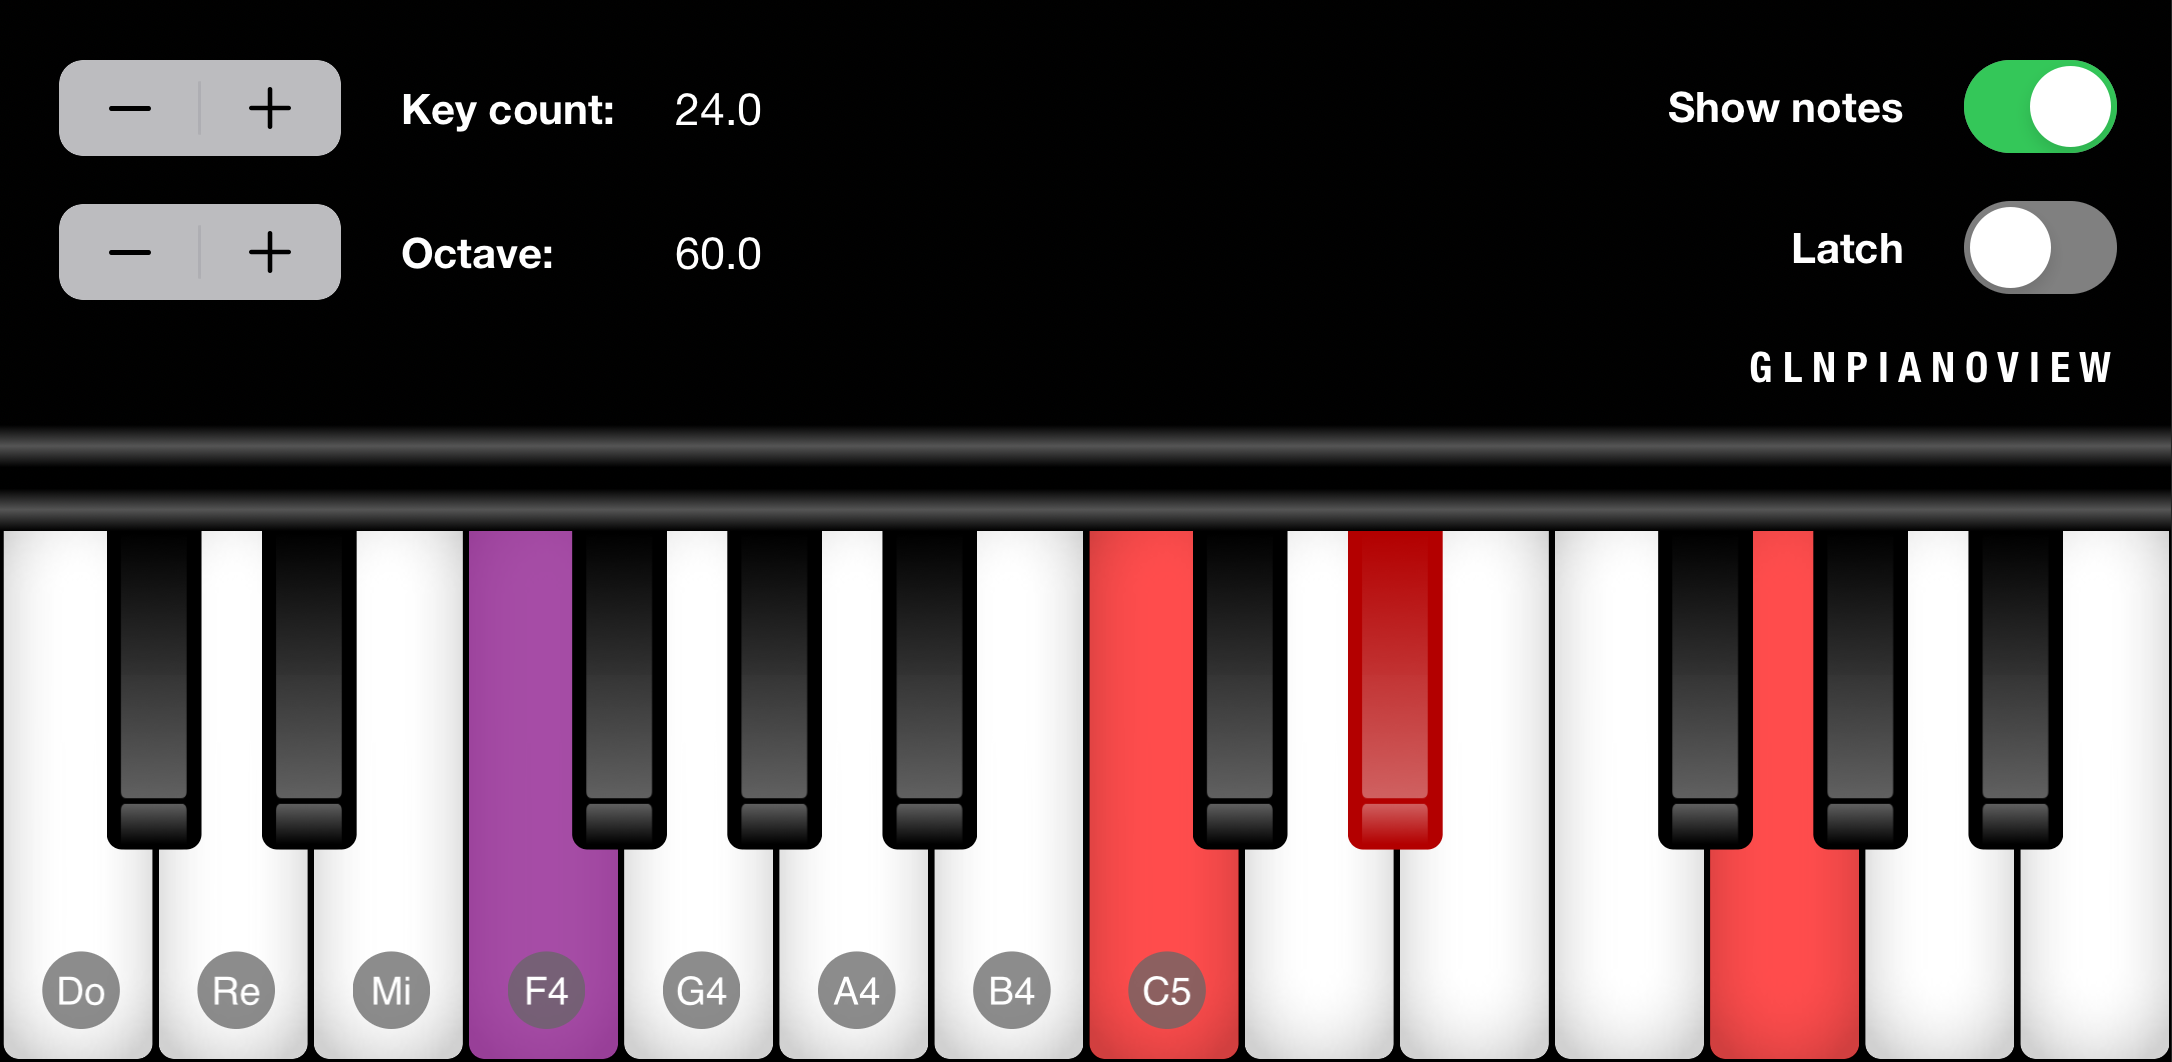 Key count: 24.0
Show notes
Octave: 60.0
Latch
GLNPIANOVIEW
Do Re Mi F4 G4 A4 B4 C5